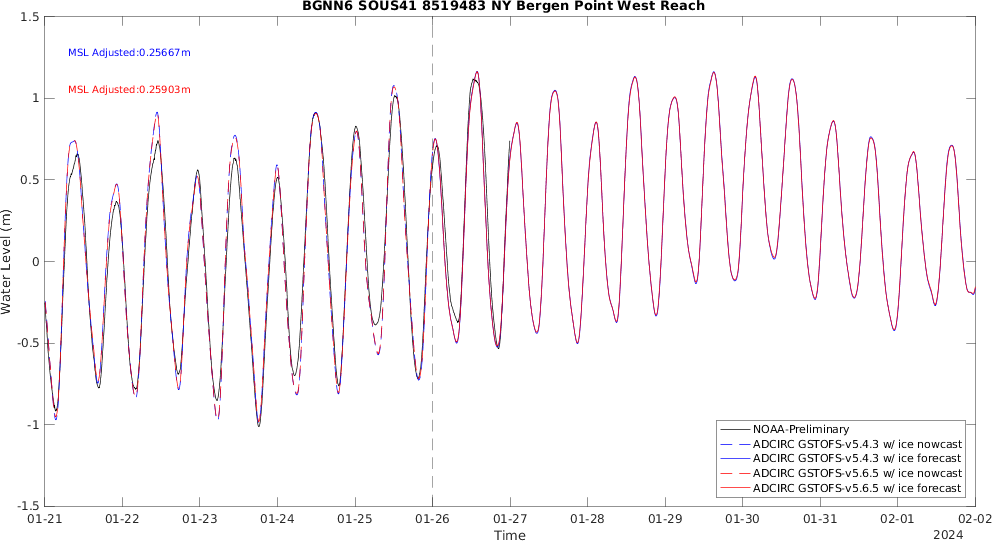 BGNN6 SOUS41 8519483 NY Bergen Point West Reach
MSL Adjusted:0.25667m
MSL Adjusted:0.25903m
Water Level (m)
1.5
1
0.5
0
-0.5
-1
-1.5
NOAA-Preliminary
ADCIRC GSTOFS-v5.4.3 w/ ice nowcast
ADCIRC GSTOFS-v5.4.3 w/ ice forecast
ADCIRC GSTOFS-v5.6.5 w/ ice nowcast
ADCIRC GSTOFS-v5.6.5 w/ ice forecast
01-21 01-22 01-23 01-24 01-25 01-26 01-27 01-28 01-29 01-30 01-31 02-01 02-02
Time
2024